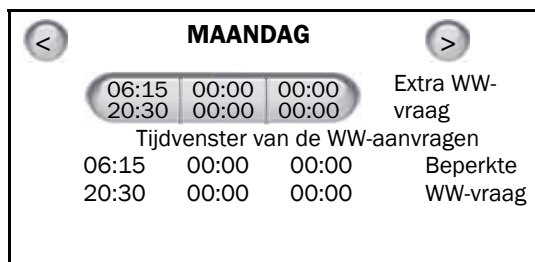 < MAANDAG >
06:15 00:00 00:00 Extra WW-
20:30 00:00 00:00 vraag
Tijdvenster van de WW-aanvragen
06:15 00:00 00:00 Beperkte
20:30 00:00 00:00 WW-vraag